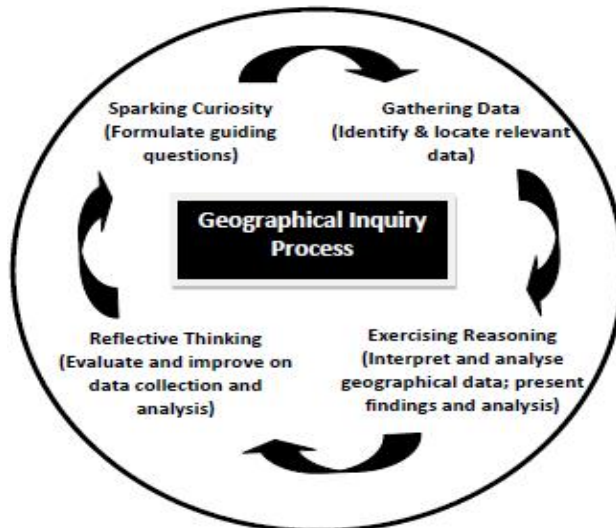 Sparking Curiosity
(Formulate guiding
questions)
Gathering Data
(Identify & locate relevant
data)
Geographical Inquiry
Process
Reflective Thinking
(Evaluate and improve on
data collection and
analysis)
Exercising Reasoning
(Interpret and analyse
geographical data; present
findings and analysis)